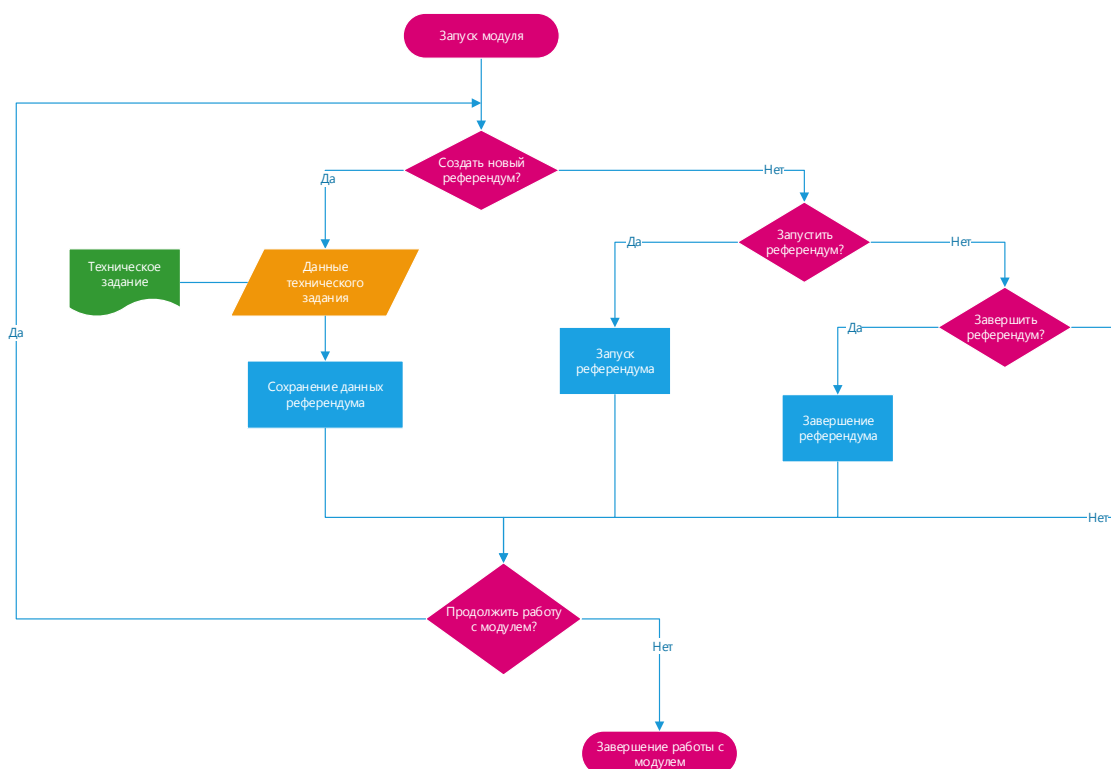 Запуск модуля
Создать новый
референдум?
Да
Нет
Запустить
референдум?
Да
Нет
Техническое
задание
Данные
технического
задания
Завершить
референдум?
Да
Да
Запуск
референдума
Сохранение данных
референдума
Завершение
референдума
Нет
Продолжить работу
с модулем?
Нет
Завершение работы с
модулем